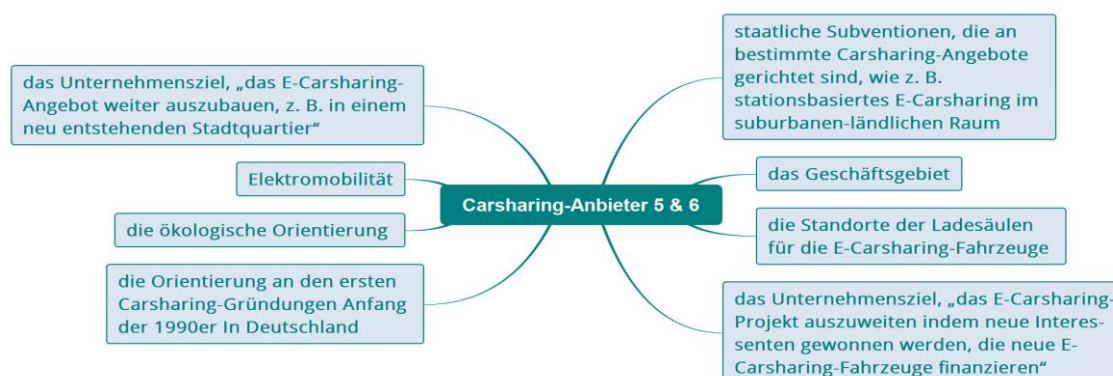 das Unternehmensziel, „das E-Carsharing-
Angebot weiter auszubauen, z. B. in einem
neu entstehenden Stadtquartier“
Elektromobilität
die ökologische Orientierung
die Orientierung an den ersten
Carsharing-Gründungen Anfang
der 1990er In Deutschland
Carsharing-Anbieter 5 & 6
staatliche Subventionen, die an
bestimmte Carsharing-Angebote
gerichtet sind, wie z. B.
stationsbasiertes E-Carsharing im
suburbanen-ländlichen Raum
das Geschäftsgebiet
die Standorte der Ladesäulen
für die E-Carsharing-Fahrzeuge
das Unternehmensziel, „das E-Carsharing-
Projekt auszuweiten indem neue Interes-
senten gewonnen werden, die neue E-
Carsharing-Fahrzeuge finanzieren“